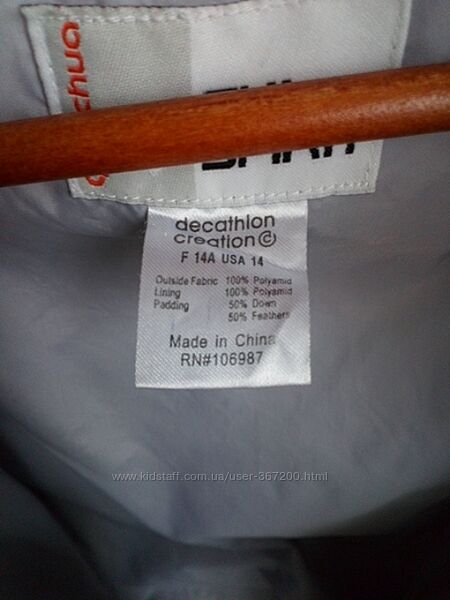 decathlon
creation
F 14A USA 14
Outside Fabric 100% Polyamid
Lining 100% Polyamid
Padding 50% Down
50% Feathers
Made in China
RN#106987
www.kidstaff.com.ua/user-367200.html